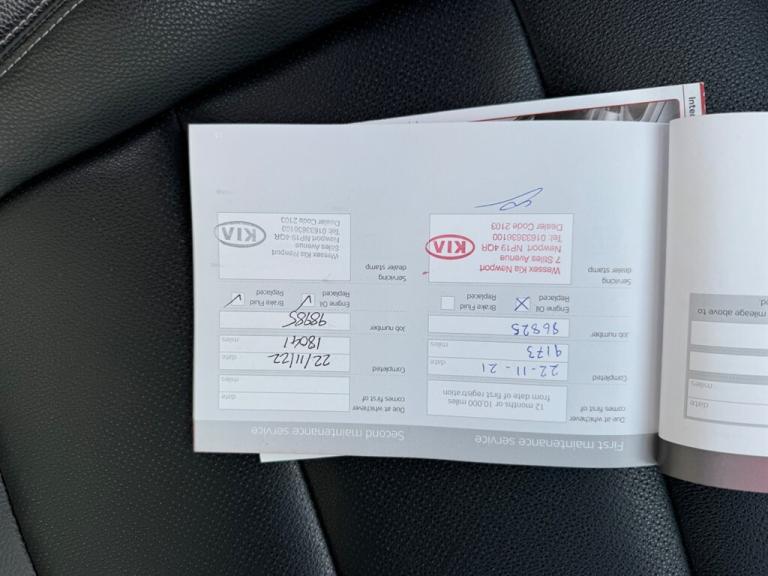 First maintenance service
Due at whichever comes first of
12 months or 10,000 miles
from date of first registration
Completed
22-11-21 date
9173 miles
Job number
86825
Engine Oil Replaced
Brake Fluid Replaced
Servicing dealer stamp
Wessex Kia Newport
7 Stiles Avenue
Newport NP19 4QR
Tel: 01633636100
Dealer Code 2103
KIA
Second maintenance service
Due at whichever comes first of
date
miles
Completed
22/11/22 date
18041 miles
Job number
98985
Engine Oil Replaced
Brake Fluid Replaced
Servicing dealer stamp
Wessex Kia Newport
Stiles Avenue
Newport NP19 4QR
Tel: 01633636100
Dealer Code 2103
KIA
date
miles
mileage above to